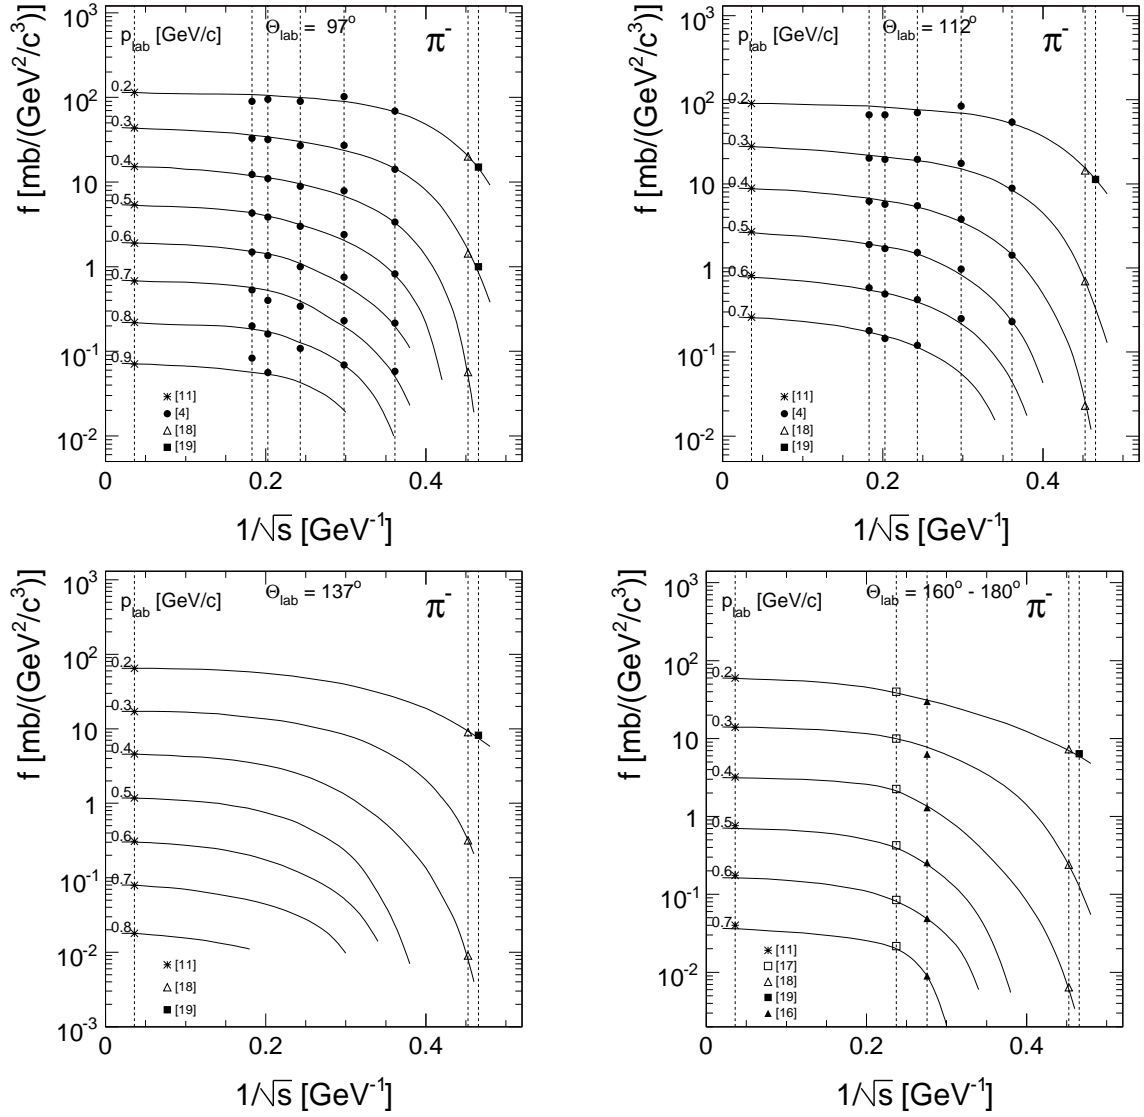 f [mb/(GeV²/c³)]
p_lab [GeV/c]
Θ_lab = 97°
π⁻
10³
10²
10
1
10⁻¹
10⁻²
0.2
0.3
0.4
0.5
0.6
0.7
0.8
0.9
[11]
[4]
[18]
[19]
0 0.2 0.4
1/√s [GeV⁻¹]
f [mb/(GeV²/c³)]
p_lab [GeV/c]
Θ_lab = 112°
π⁻
10³
10²
10
1
10⁻¹
10⁻²
0.2
0.3
0.4
0.5
0.6
0.7
[11]
[4]
[18]
[19]
0 0.2 0.4
1/√s [GeV⁻¹]
f [mb/(GeV²/c³)]
p_lab [GeV/c]
Θ_lab = 137°
π⁻
10³
10²
10
1
10⁻¹
10⁻²
10⁻³
0.2
0.3
0.4
0.5
0.6
0.7
0.8
[11]
[18]
[19]
0 0.2 0.4
1/√s [GeV⁻¹]
f [mb/(GeV²/c³)]
p_lab [GeV/c]
Θ_lab = 160° - 180°
π⁻
10³
10²
10
1
10⁻¹
10⁻²
0.2
0.3
0.4
0.5
0.6
0.7
[11]
[17]
[18]
[19]
[16]
0 0.2 0.4
1/√s [GeV⁻¹]